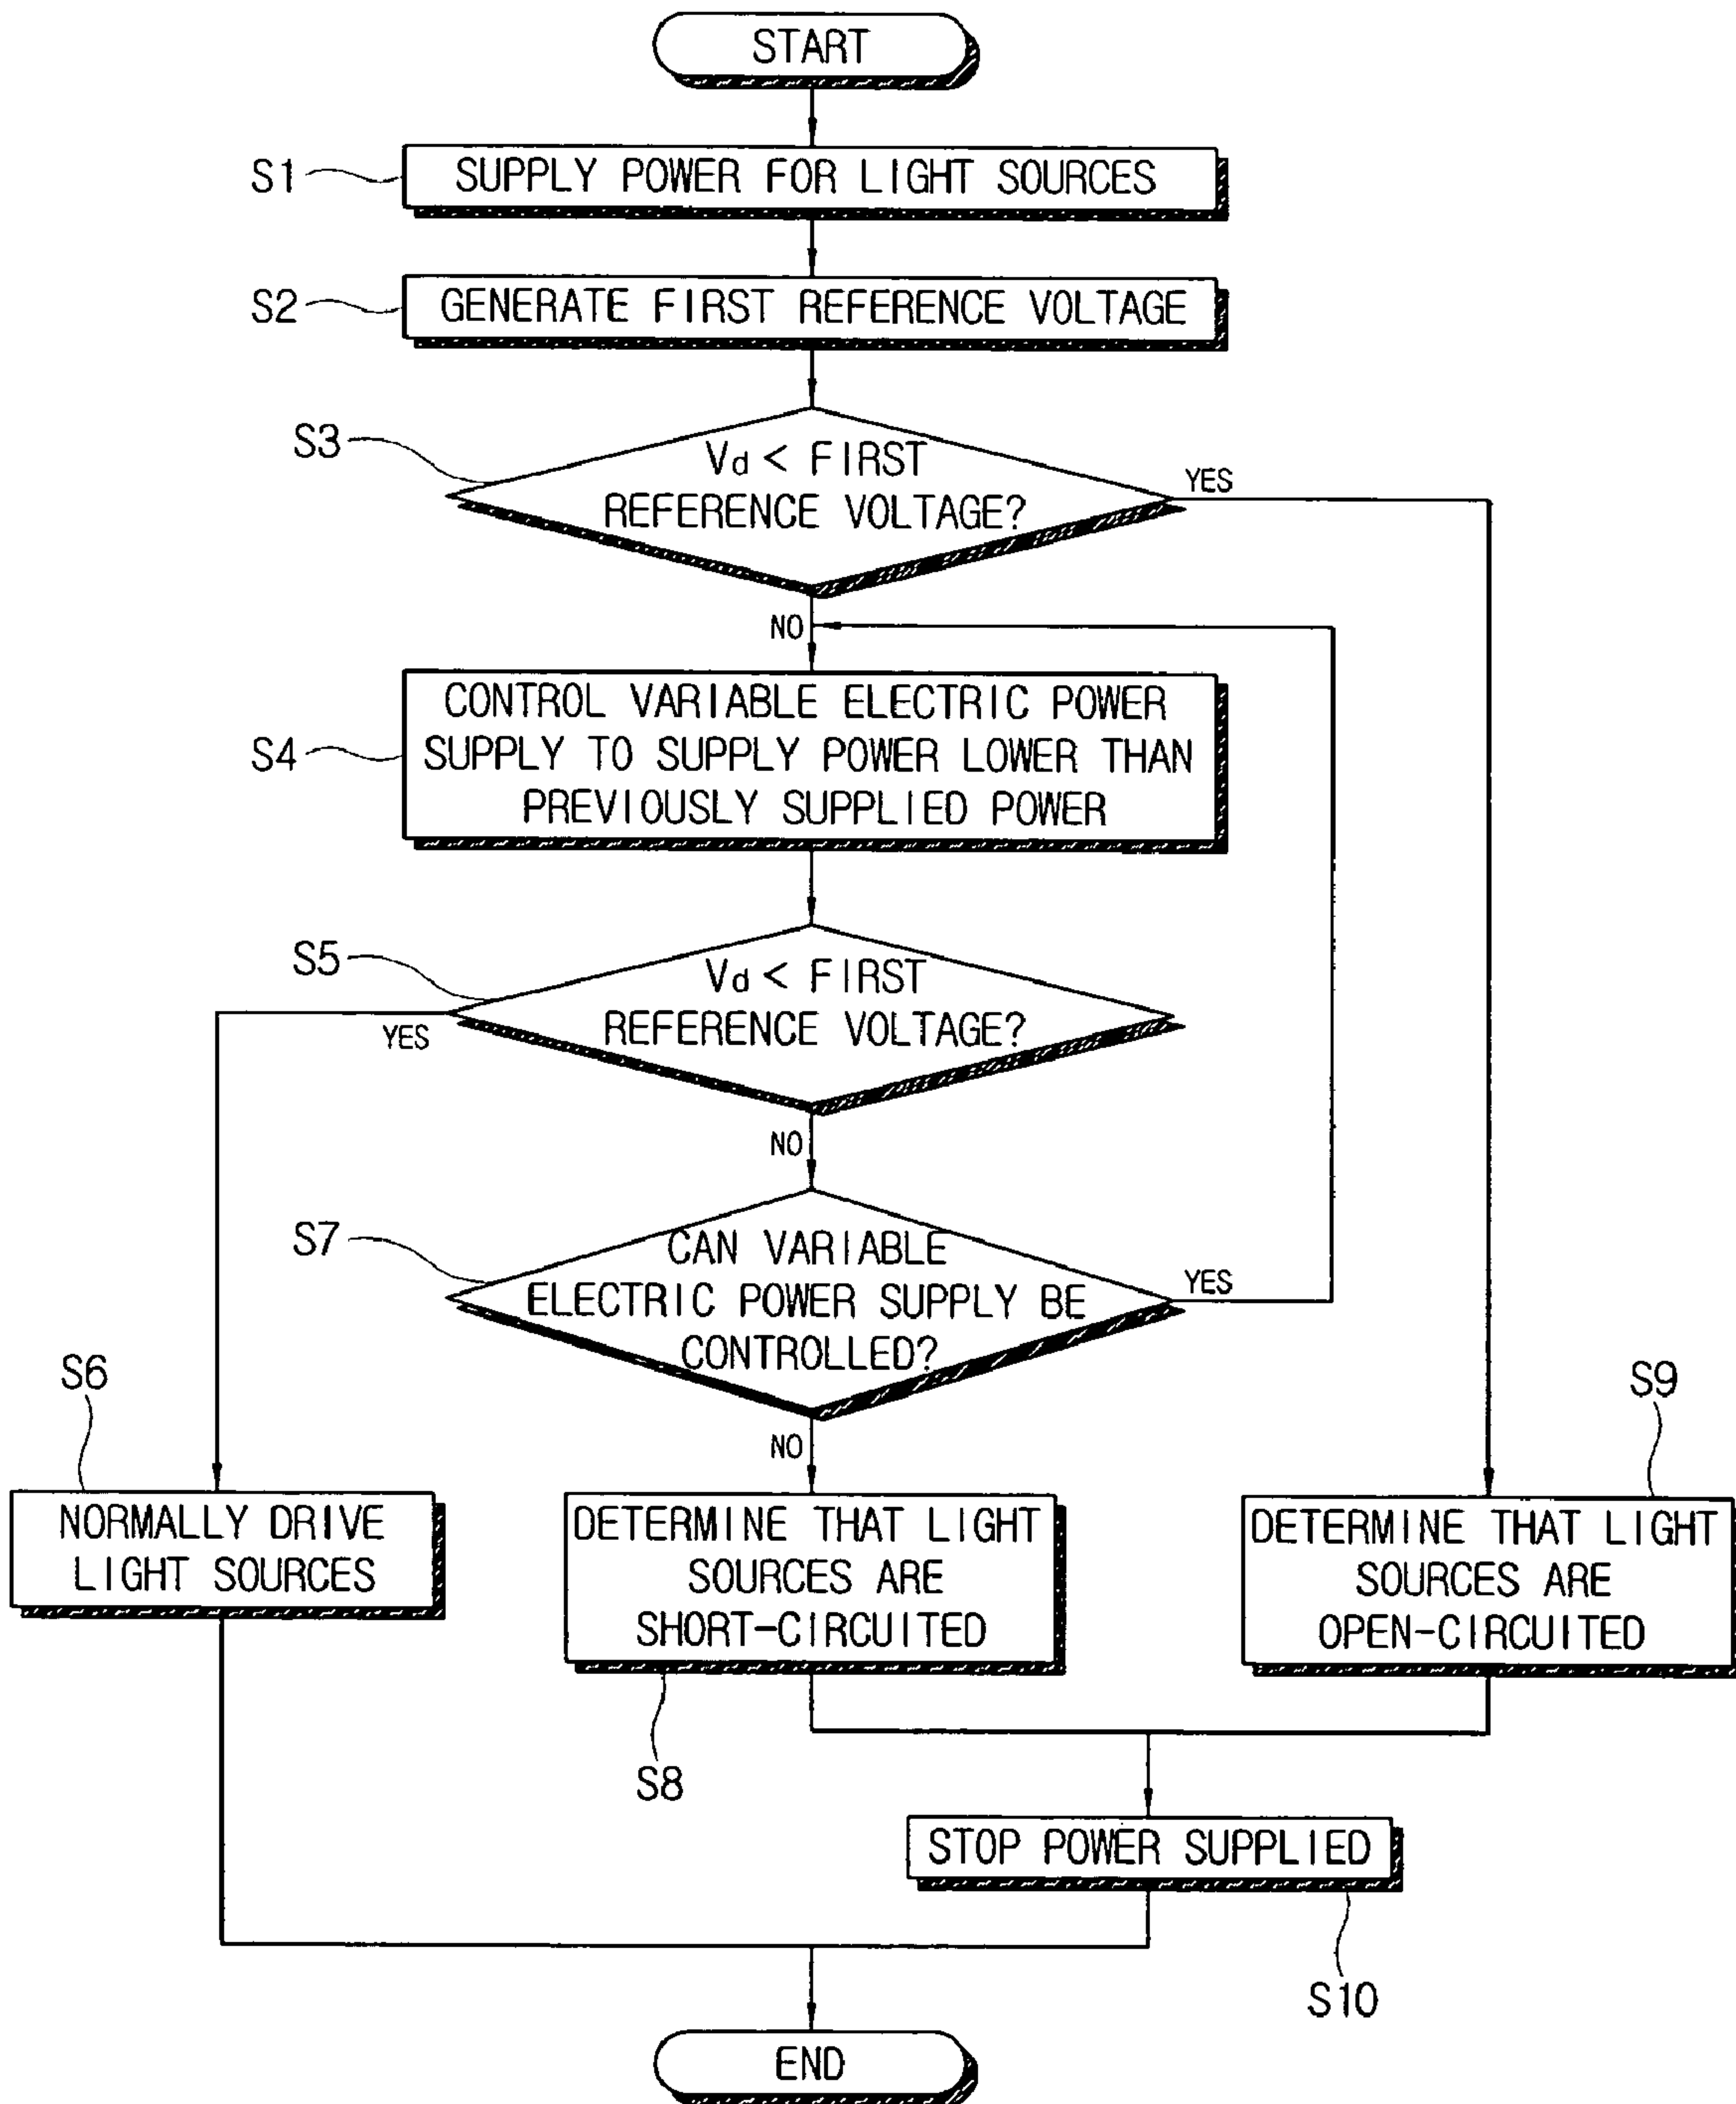 START
S1
SUPPLY POWER FOR LIGHT SOURCES
S2
GENERATE FIRST REFERENCE VOLTAGE
S3
Vd < FIRST
REFERENCE VOLTAGE?
YES
NO
S4
CONTROL VARIABLE ELECTRIC POWER
SUPPLY TO SUPPLY POWER LOWER THAN
PREVIOUSLY SUPPLIED POWER
S5
Vd < FIRST
REFERENCE VOLTAGE?
YES
NO
S7
CAN VARIABLE
ELECTRIC POWER SUPPLY BE
CONTROLLED?
YES
NO
S6
NORMALLY DRIVE
LIGHT SOURCES
DETERMINE THAT LIGHT
SOURCES ARE
SHORT-CIRCUITED
S8
S9
DETERMINE THAT LIGHT
SOURCES ARE
OPEN-CIRCUITED
STOP POWER SUPPLIED
S10
END